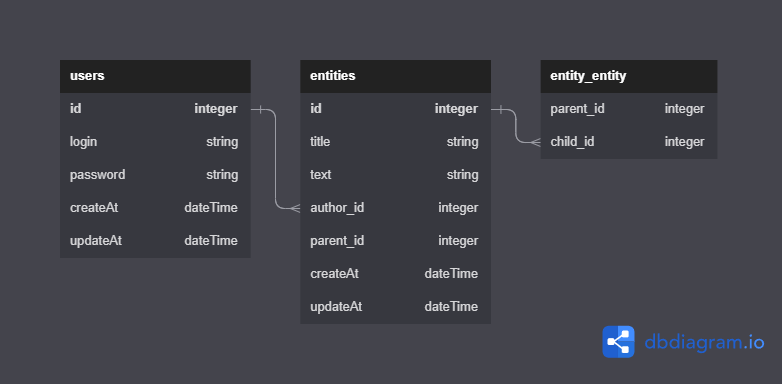 users
id integer
login string
password string
createAt dateTime
updateAt dateTime
entities
id integer
title string
text string
author_id integer
parent_id integer
createAt dateTime
updateAt dateTime
entity_entity
parent_id integer
child_id integer
dbdiagram.io